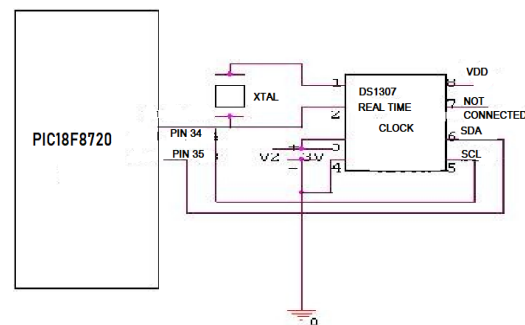 PIC18F8720
PIN 34
PIN 35
XTAL
V2
+
3V
-
1
2
3
4
DS1307
REAL TIME
CLOCK
8
7
6
5
VDD
NOT
CONNECTED
SDA
SCL
0